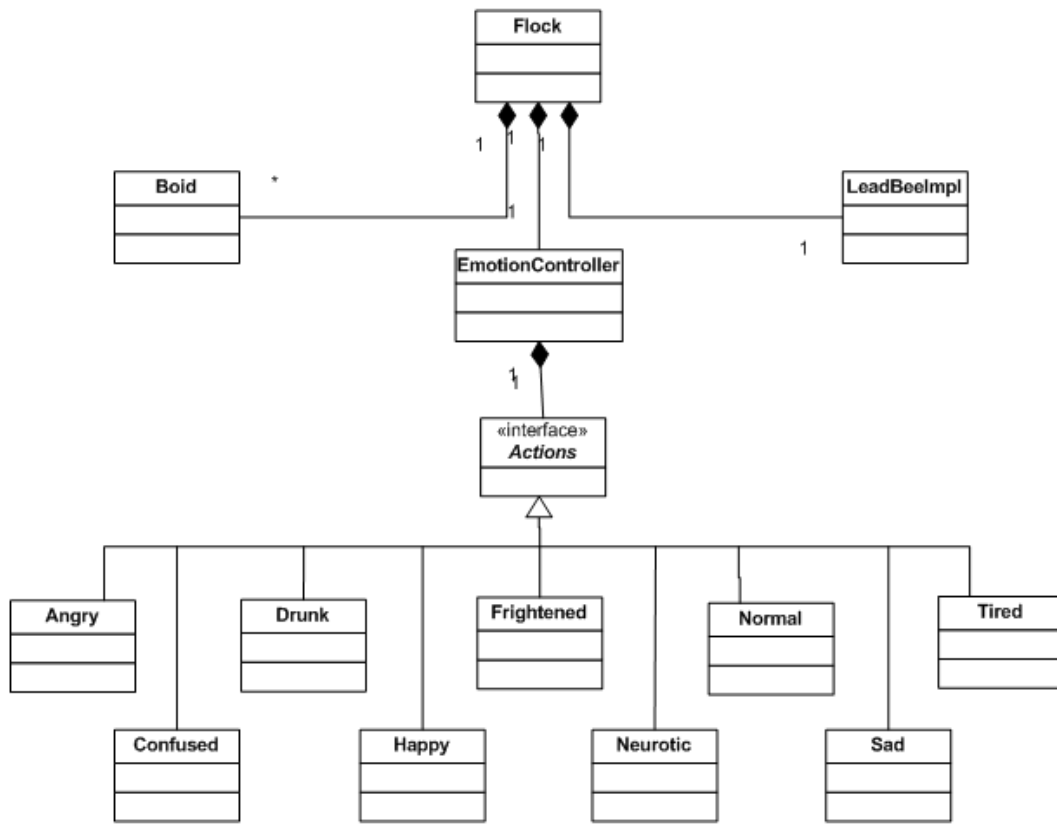 Flock
1
1
1
Boid
*
LeadBeeImpl
1
1
EmotionController
1
1
«interface»
Actions
Angry
Drunk
Frightened
Normal
Tired
Confused
Happy
Neurotic
Sad